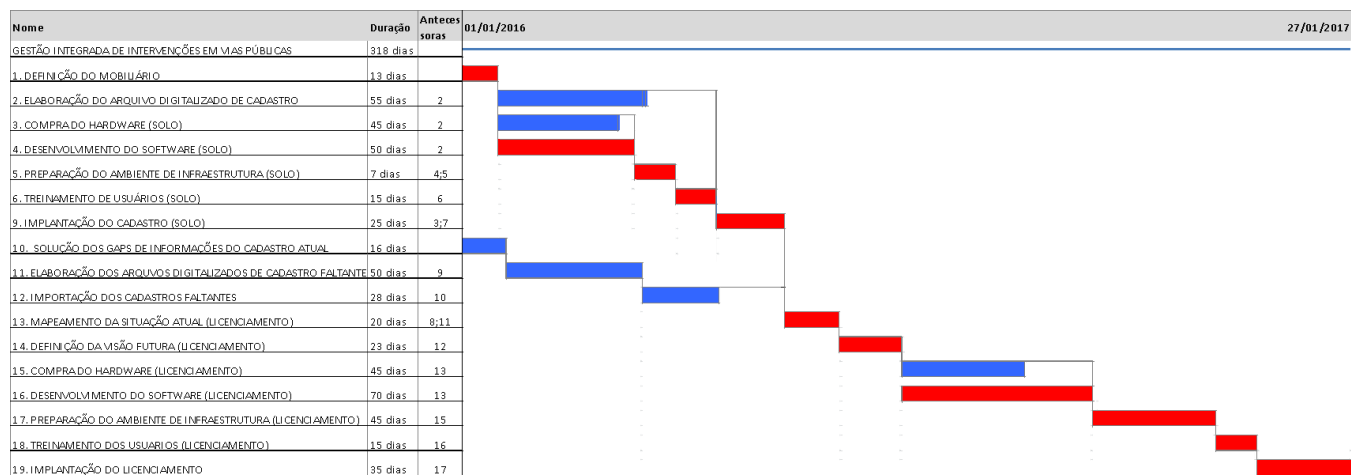 Nome Duração Anteces soras 01/01/2016 27/01/2017
GESTÃO INTEGRADA DE INTERVENÇÕES EM VIAS PÚBLICAS 318 dias
1. DEFINIÇÃO DO MOBILIÁRIO 13 dias
2. ELABORAÇÃO DO ARQUIVO DIGITALIZADO DE CADASTRO 55 dias 2
3. COMPRA DO HARDWARE (SOLO) 45 dias 2
4. DESENVOLVIMENTO DO SOFTWARE (SOLO) 50 dias 2
5. PREPARAÇÃO DO AMBIENTE DE INFRAESTRUTURA (SOLO) 7 dias 4;5
6. TREINAMENTO DE USUÁRIOS (SOLO) 15 dias 6
9. IMPLANTAÇÃO DO CADASTRO (SOLO) 25 dias 3;7
10. SOLUÇÃO DOS GAPS DE INFORMAÇÕES DO CADASTRO ATUAL 16 dias
11. ELABORAÇÃO DOS ARQUVOS DIGITALIZADOS DE CADASTRO FALTANTE 50 dias 9
12. IMPORTAÇÃO DOS CADASTROS FALTANTES 28 dias 10
13. MAPEAMENTO DA SITUAÇÃO ATUAL (LICENCIAMENTO) 20 dias 8;11
14. DEFINIÇÃO DA VISÃO FUTURA (LICENCIAMENTO) 23 dias 12
15. COMPRA DO HARDWARE (LICENCIAMENTO) 45 dias 13
16. DESENVOLVIMENTO DO SOFTWARE (LICENCIAMENTO) 70 dias 13
17. PREPARAÇÃO DO AMBIENTE DE INFRAESTRUTURA (LICENCIAMENTO) 45 dias 15
18. TREINAMENTO DOS USUARIOS (LICENCIAMENTO) 15 dias 16
19. IMPLANTAÇÃO DO LICENCIAMENTO 35 dias 17